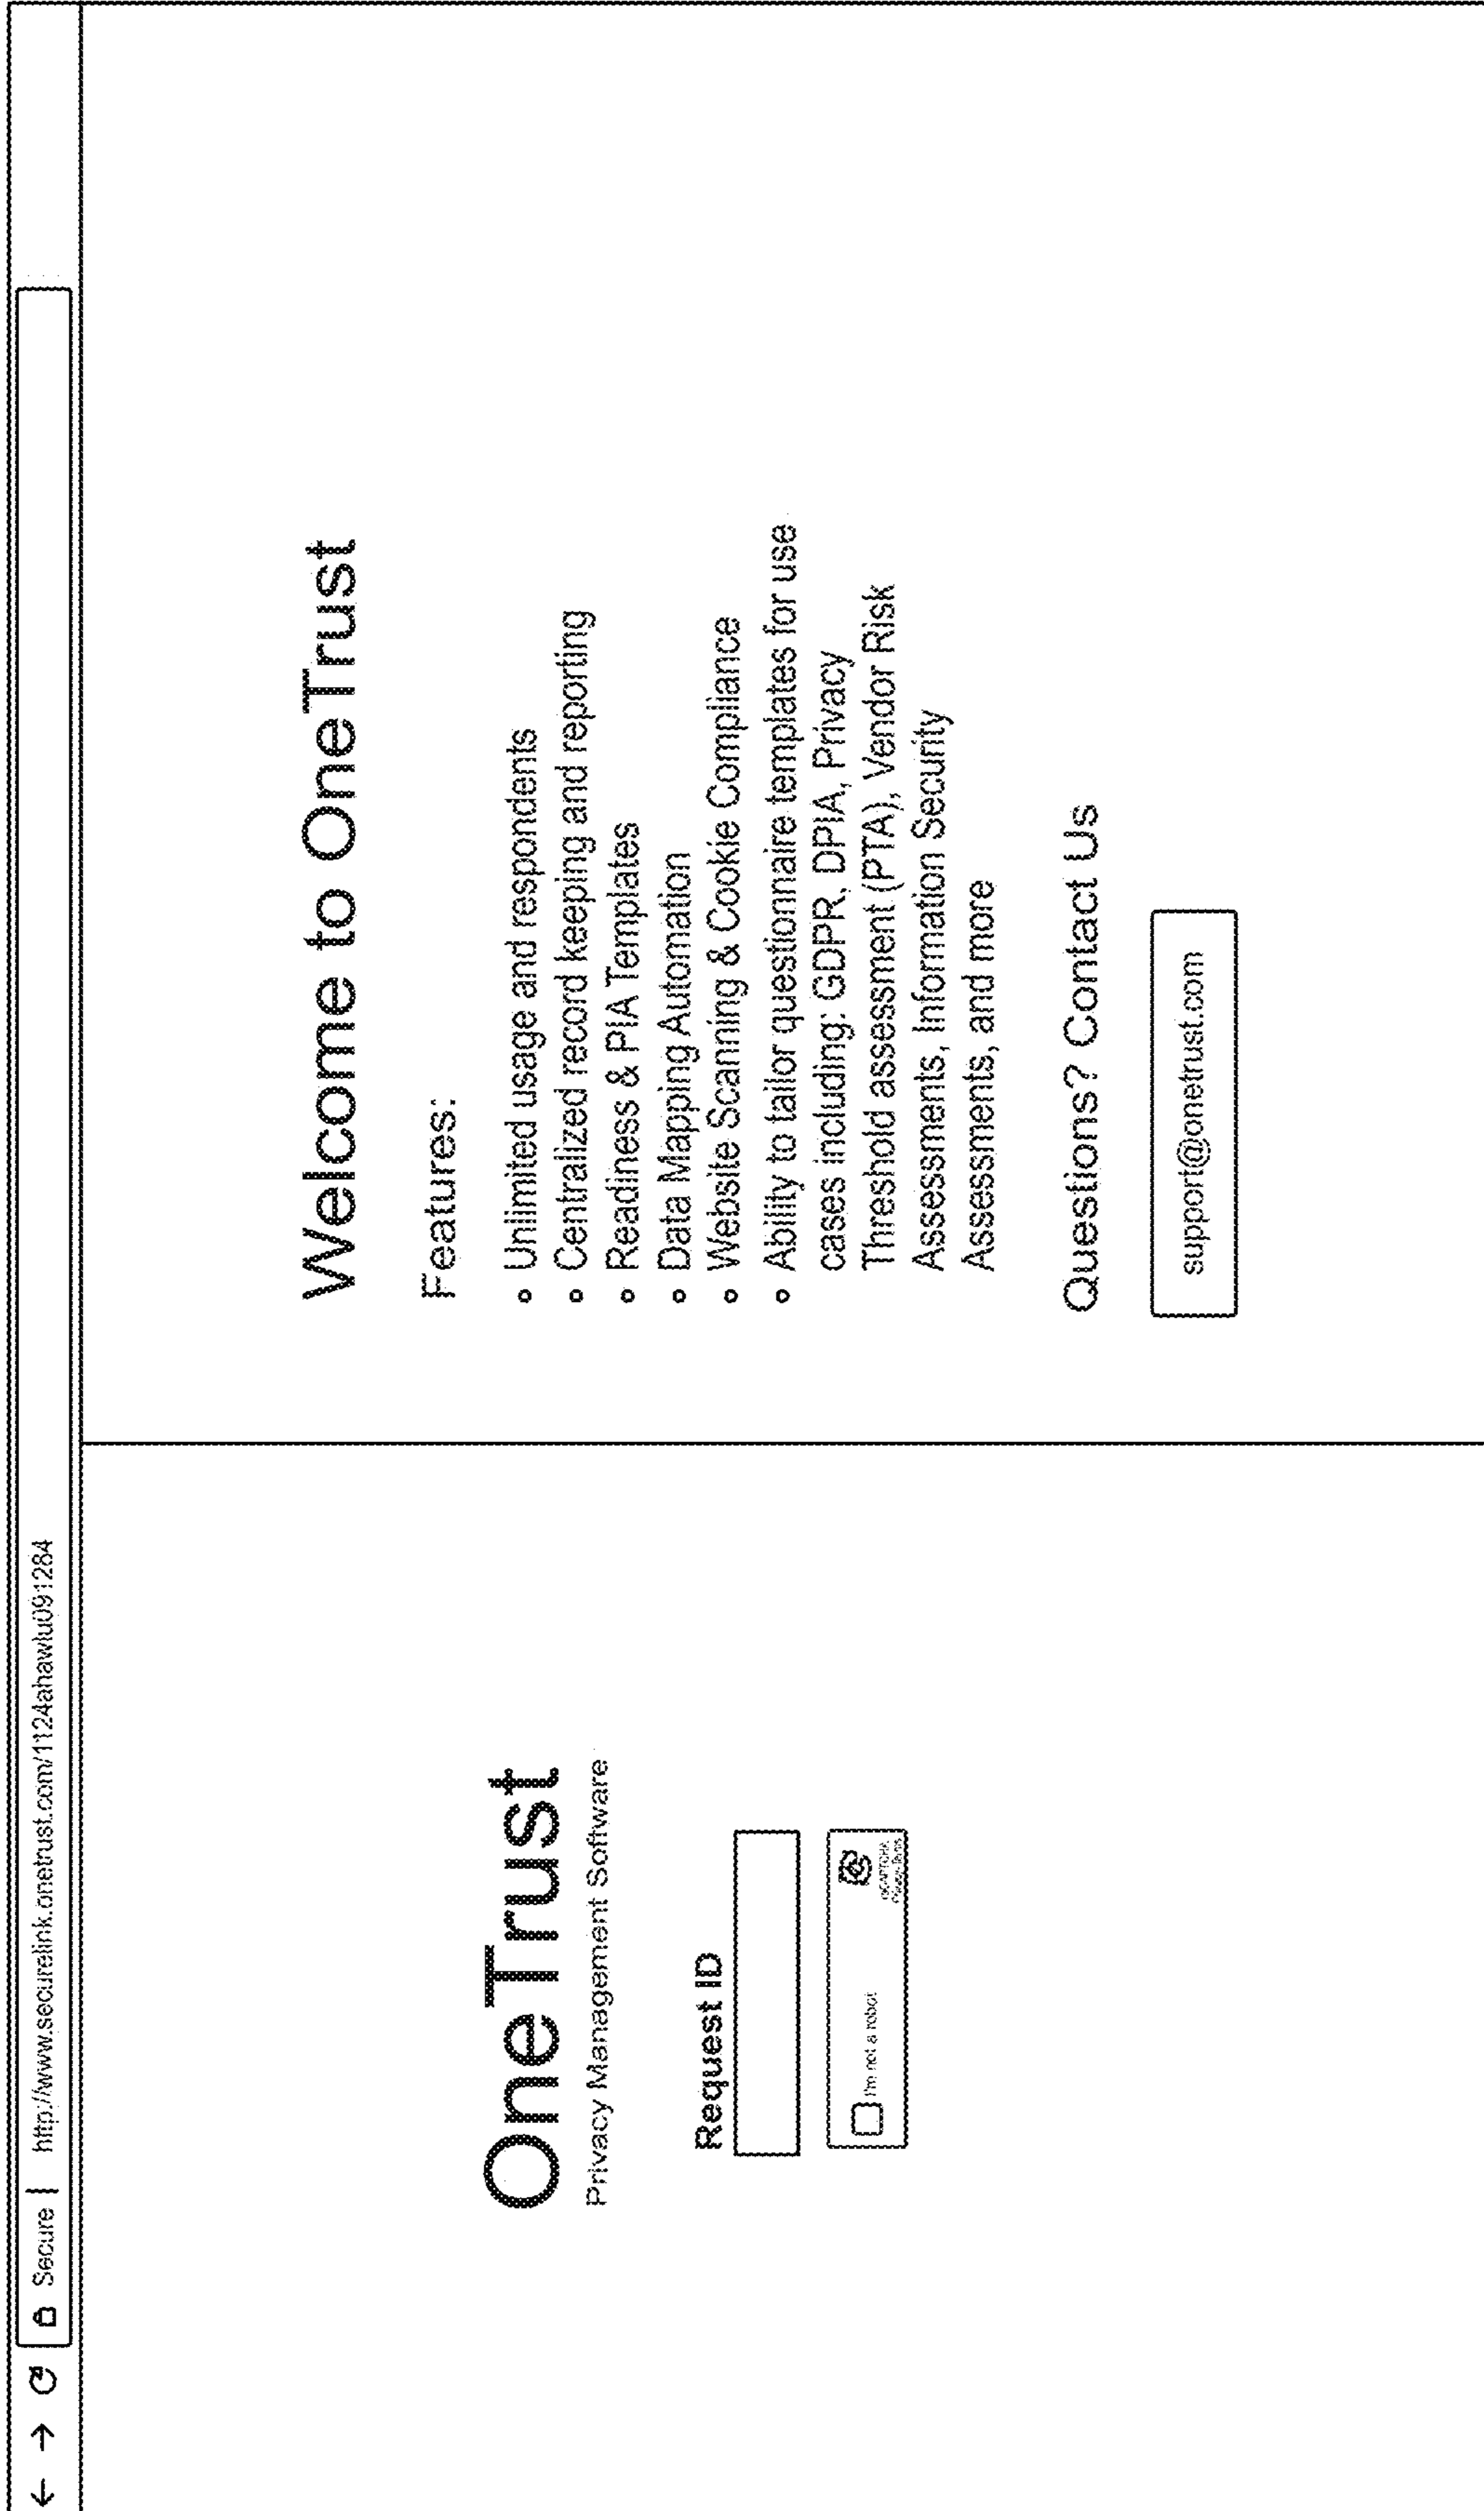 Secure | http://www.securelink.onetrust.com/1124ahawlu091284
OneTrust
Privacy Management Software
Request ID
I'm not a robot
reCAPTCHA
Welcome to OneTrust
Features:
Unlimited usage and respondents
Centralized record keeping and reporting
Readiness & PIA Templates
Data Mapping Automation
Website Scanning & Cookie Compliance
Ability to tailor questionnaire templates for use
cases including: GDPR, DPIA, Privacy
Threshold assessment (PTA), Vendor Risk
Assessments, Information Security
Assessments, and more
Questions? Contact Us
support@onetrust.com